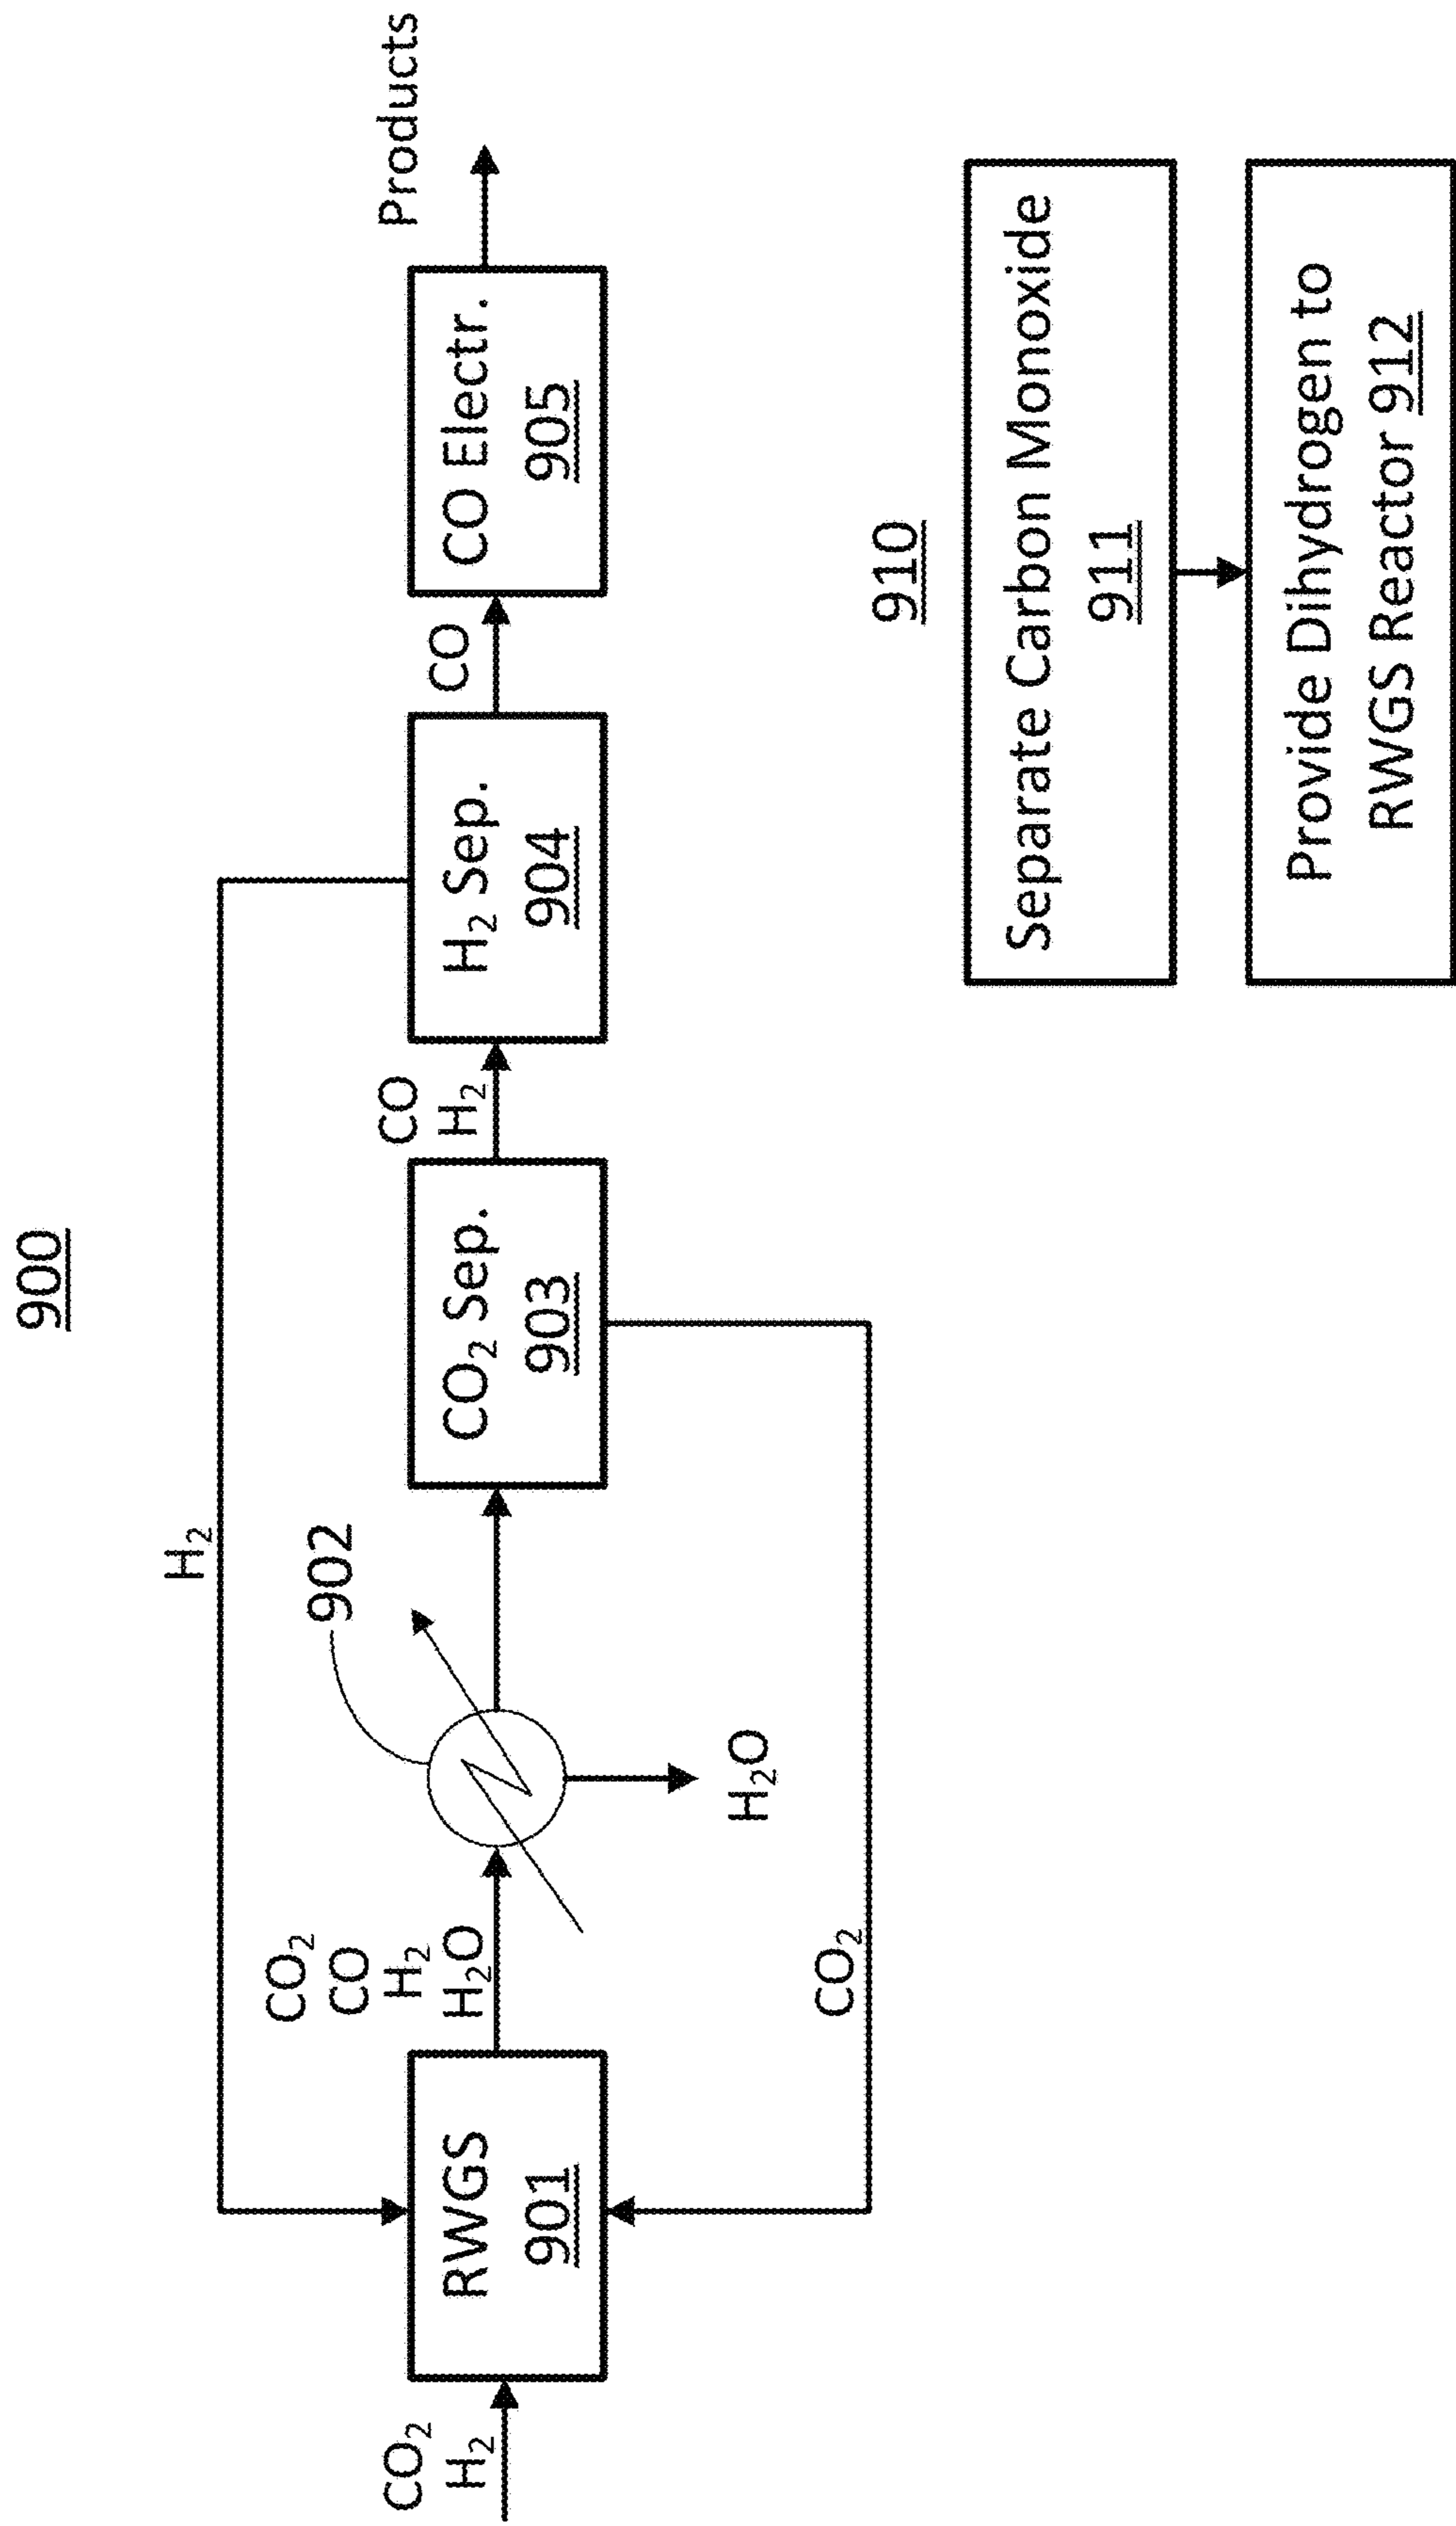 900
H₂
CO₂
H₂
RWGS
901
CO₂
CO
H₂
H₂O
902
H₂O
CO₂ Sep.
903
CO₂
CO
H₂
H₂ Sep.
904
CO
CO Electr.
905
Products
910
Separate Carbon Monoxide
911
Provide Dihydrogen to
RWGS Reactor 912